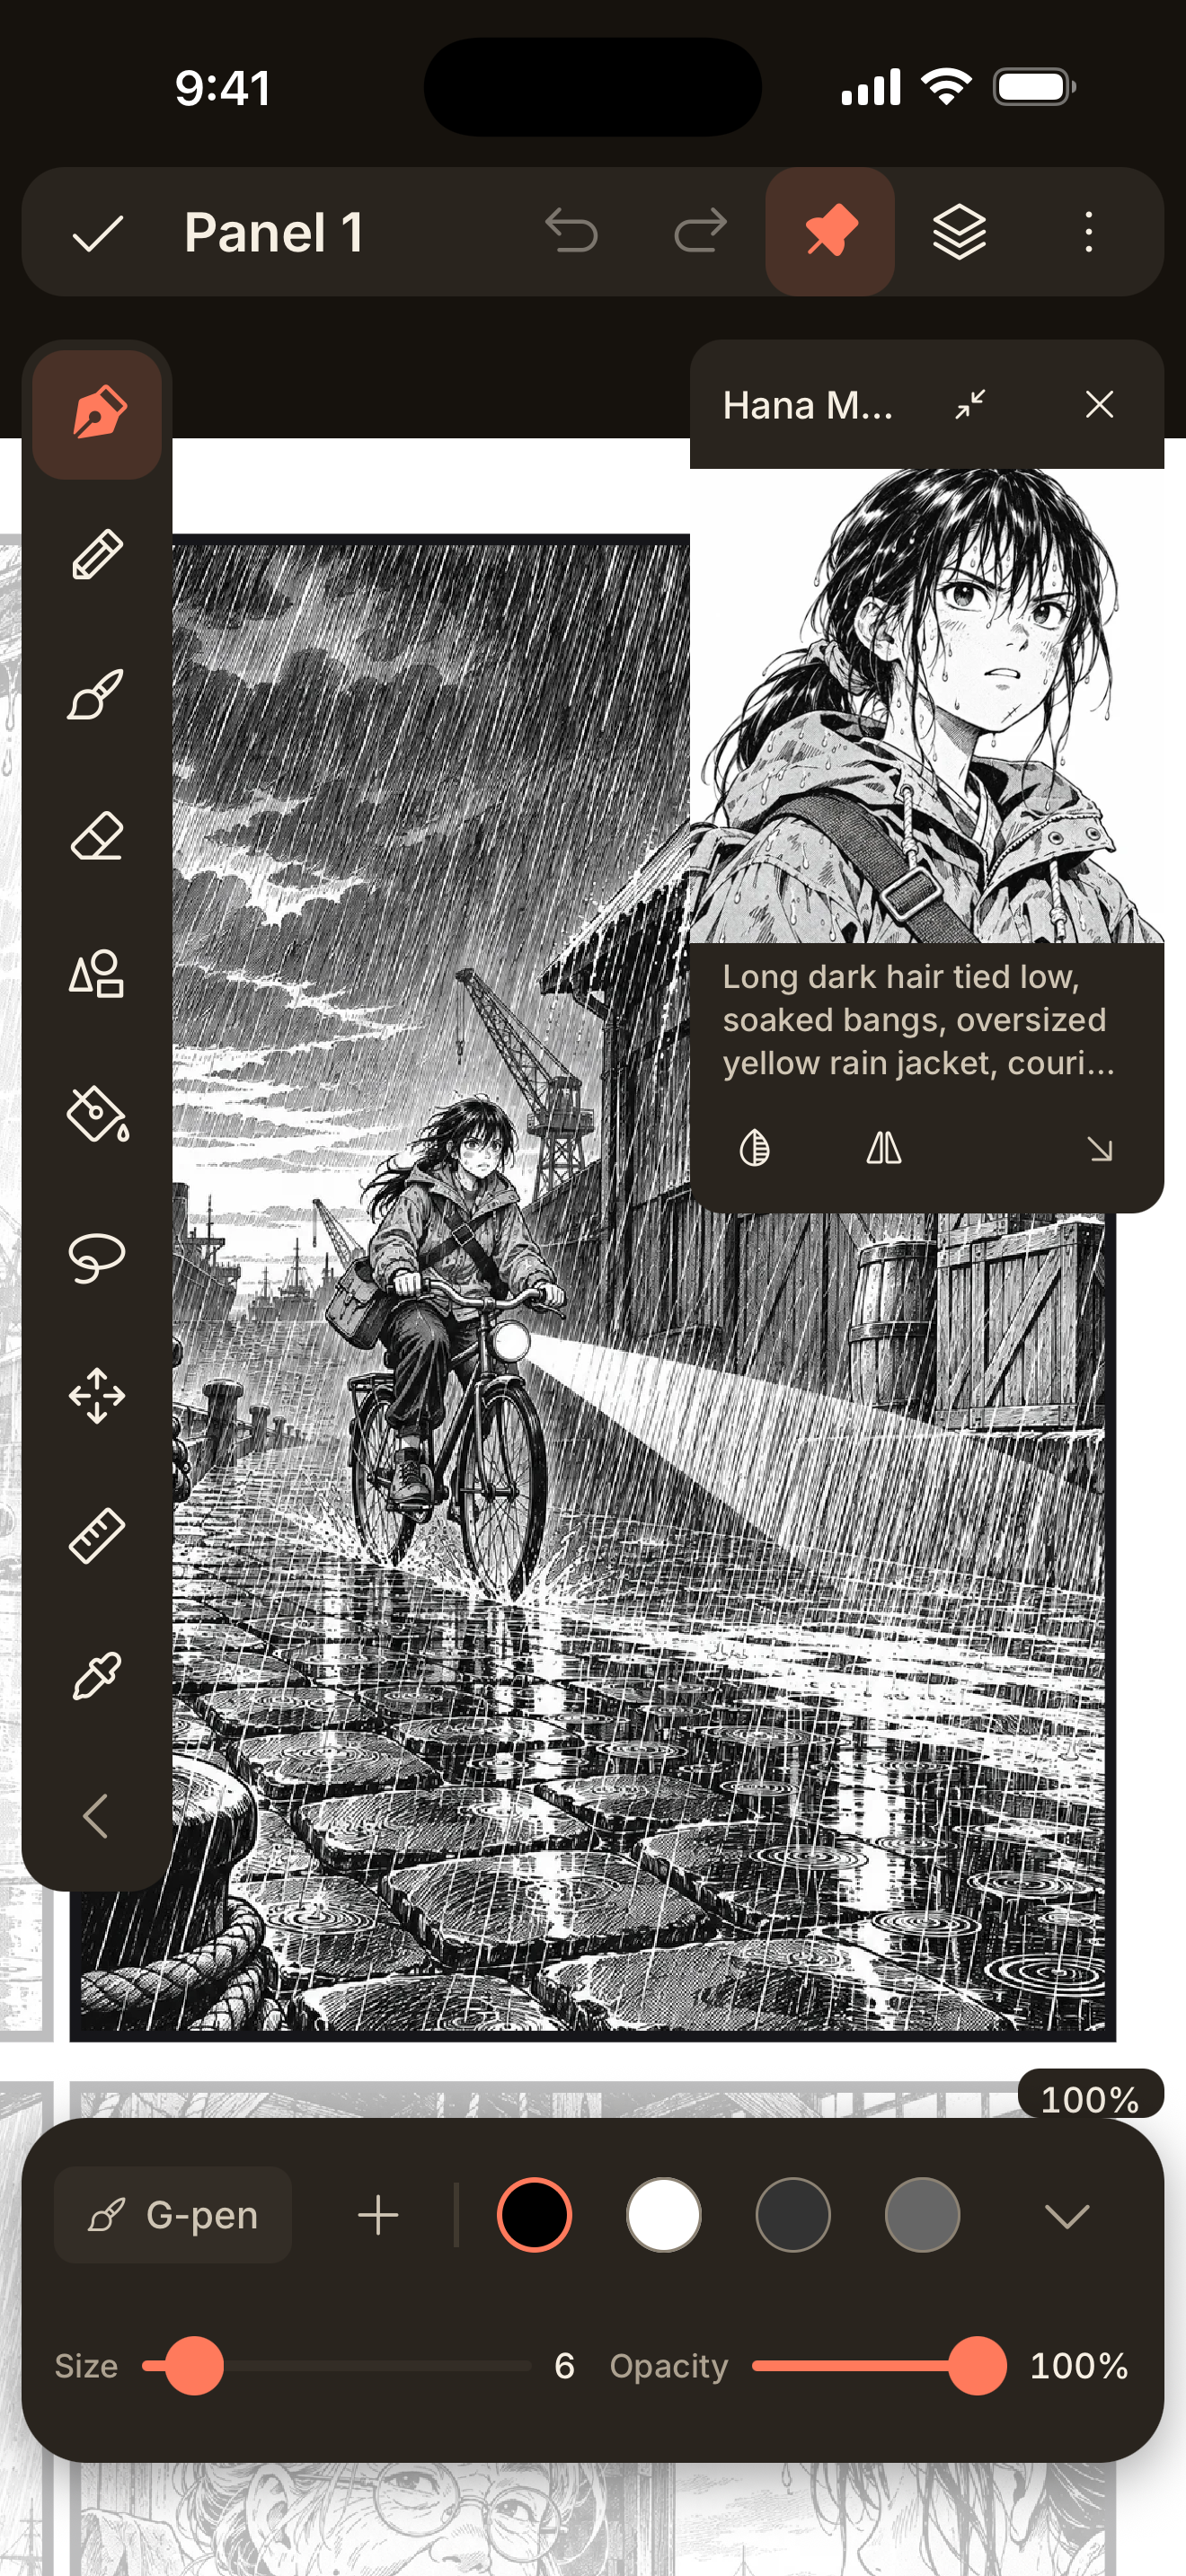 9:41
Panel 1
Hana M...
Long dark hair tied low,
soaked bangs, oversized
yellow rain jacket, couri...
100%
G-pen
Size
6
Opacity
100%